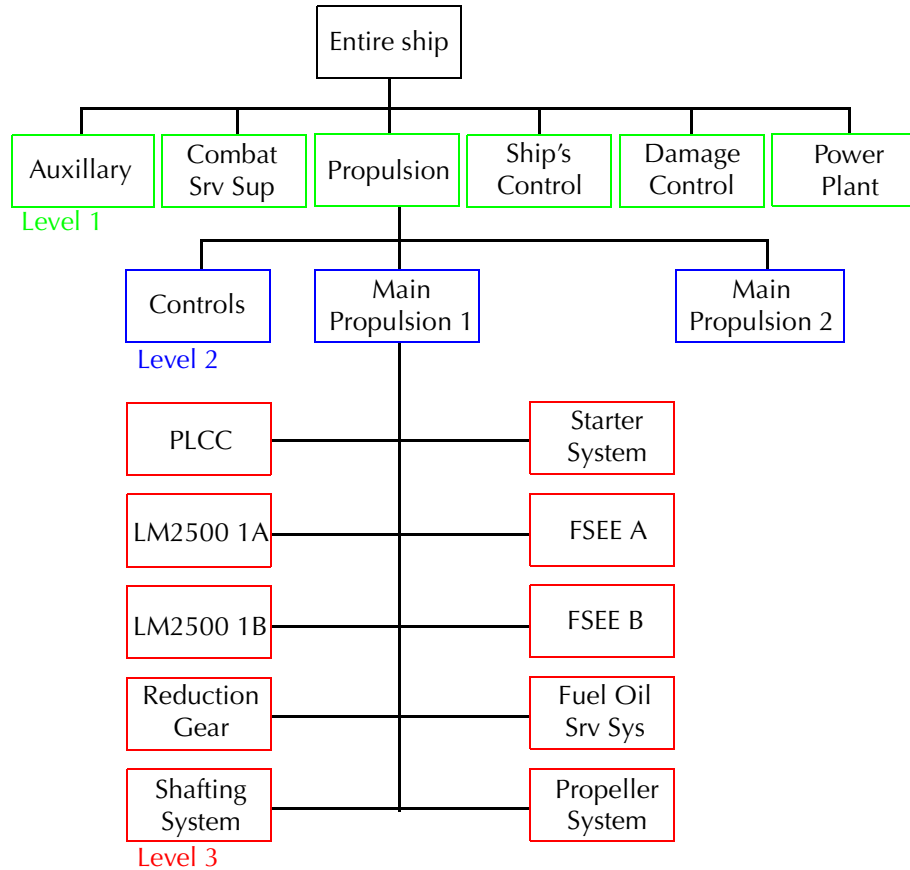 Entire ship
Auxillary
Combat
Srv Sup
Propulsion
Ship's
Control
Damage
Control
Power
Plant
Level 1
Controls
Main
Propulsion 1
Main
Propulsion 2
Level 2
PLCC
Starter
System
LM2500 1A
FSEE A
LM2500 1B
FSEE B
Reduction
Gear
Fuel Oil
Srv Sys
Shafting
System
Propeller
System
Level 3